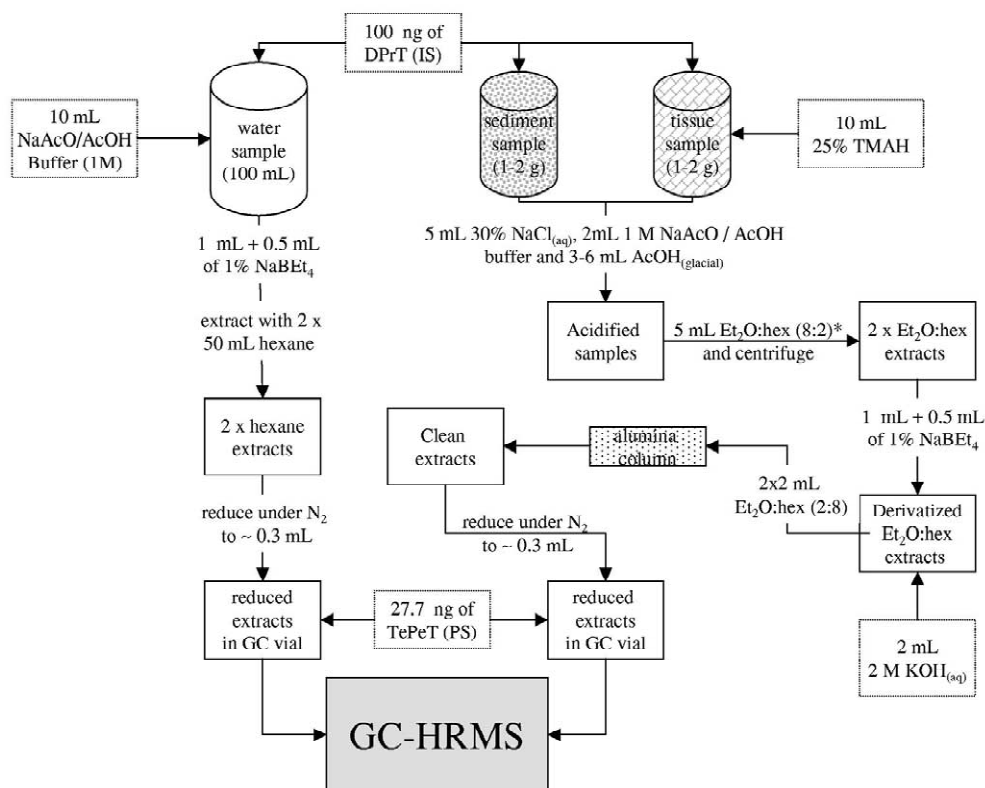 100 ng of
DPrT (IS)
10 mL
NaAcO/AcOH
Buffer (1M)
water
sample
(100 mL)
sediment
sample
(1-2 g)
tissue
sample
(1-2 g)
10 mL
25% TMAH
1 mL + 0.5 mL
of 1% NaBEt4
5 mL 30% NaCl(aq), 2mL 1 M NaAcO / AcOH
buffer and 3-6 mL AcOH(glacial)
extract with 2 x
50 mL hexane
Acidified
samples
5 mL Et2O:hex (8:2)*
and centrifuge
2 x Et2O:hex
extracts
2 x hexane
extracts
Clean
extracts
alumina
column
1 mL + 0.5 mL
of 1% NaBEt4
2x2 mL
Et2O:hex (2:8)
Derivatized
Et2O:hex
extracts
reduce under N2
to ~ 0.3 mL
reduce under N2
to ~ 0.3 mL
reduced
extracts
in GC vial
27.7 ng of
TePeT (PS)
reduced
extracts
in GC vial
2 mL
2 M KOH(aq)
GC-HRMS